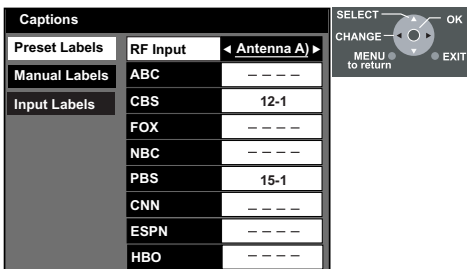 Captions
Preset Labels
Manual Labels
Input Labels
RF Input ◄ Antenna A) ►
ABC – – – –
CBS 12-1
FOX – – – –
NBC – – – –
PBS 15-1
CNN – – – –
ESPN – – – –
HBO – – – –
SELECT
OK
CHANGE
MENU
to return
EXIT